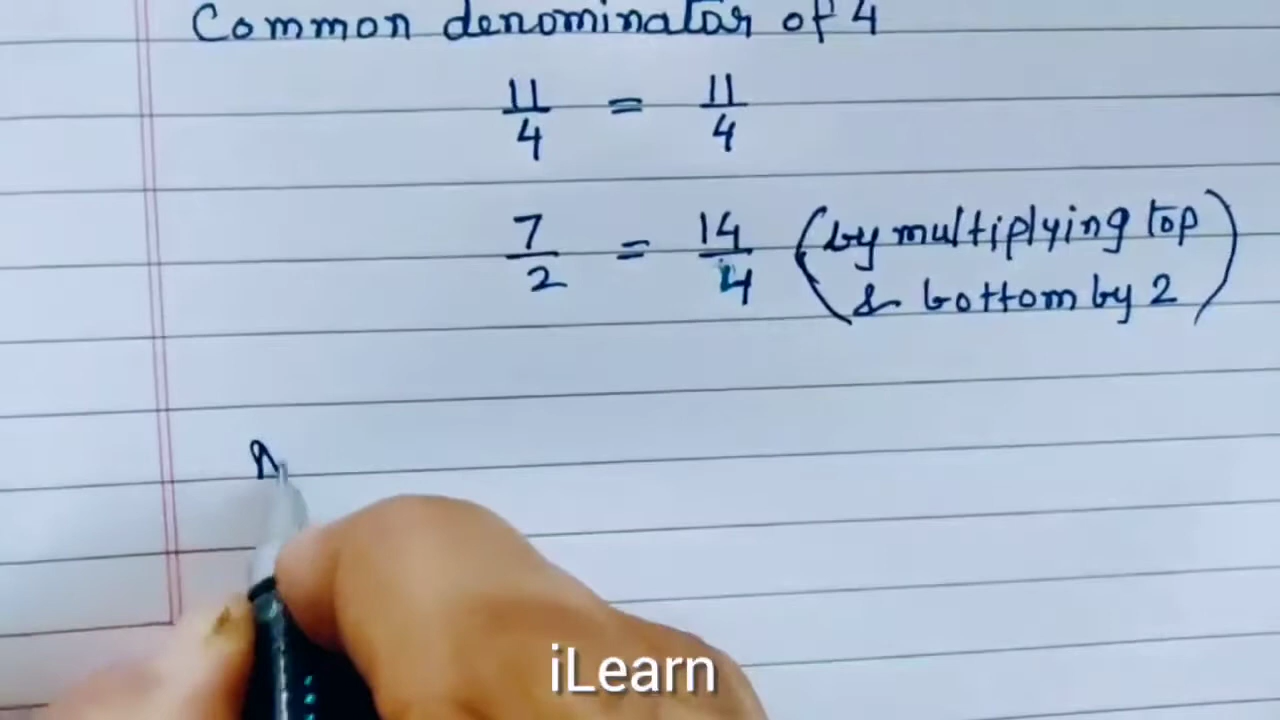 Common denominator of 4
11/4 = 11/4
7/2 = 14/4 (by multiplying top
& bottom by 2)
iLearn